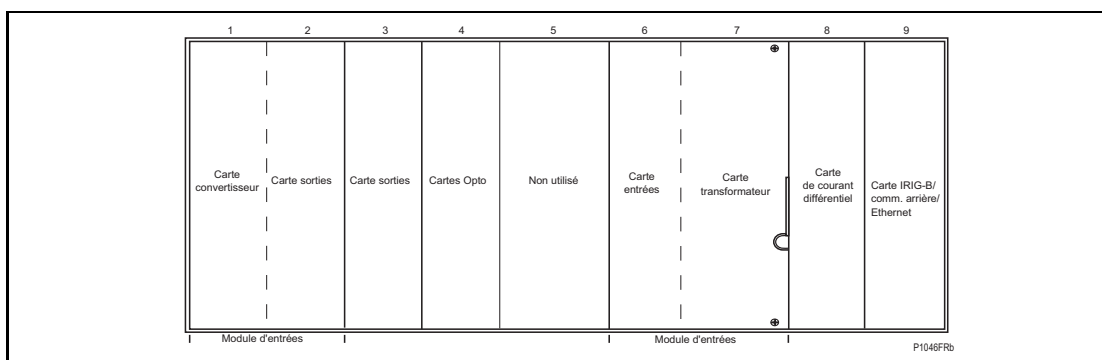 1 2 3 4 5 6 7 8 9
Carte
convertisseur
Carte sorties
Carte sorties
Cartes Opto
Non utilisé
Carte
entrées
Carte
transformateur
Carte
de courant
différentiel
Carte IRIG-B/
comm. arrière/
Ethernet
Module d'entrées
Module d'entrées
P1046FRb